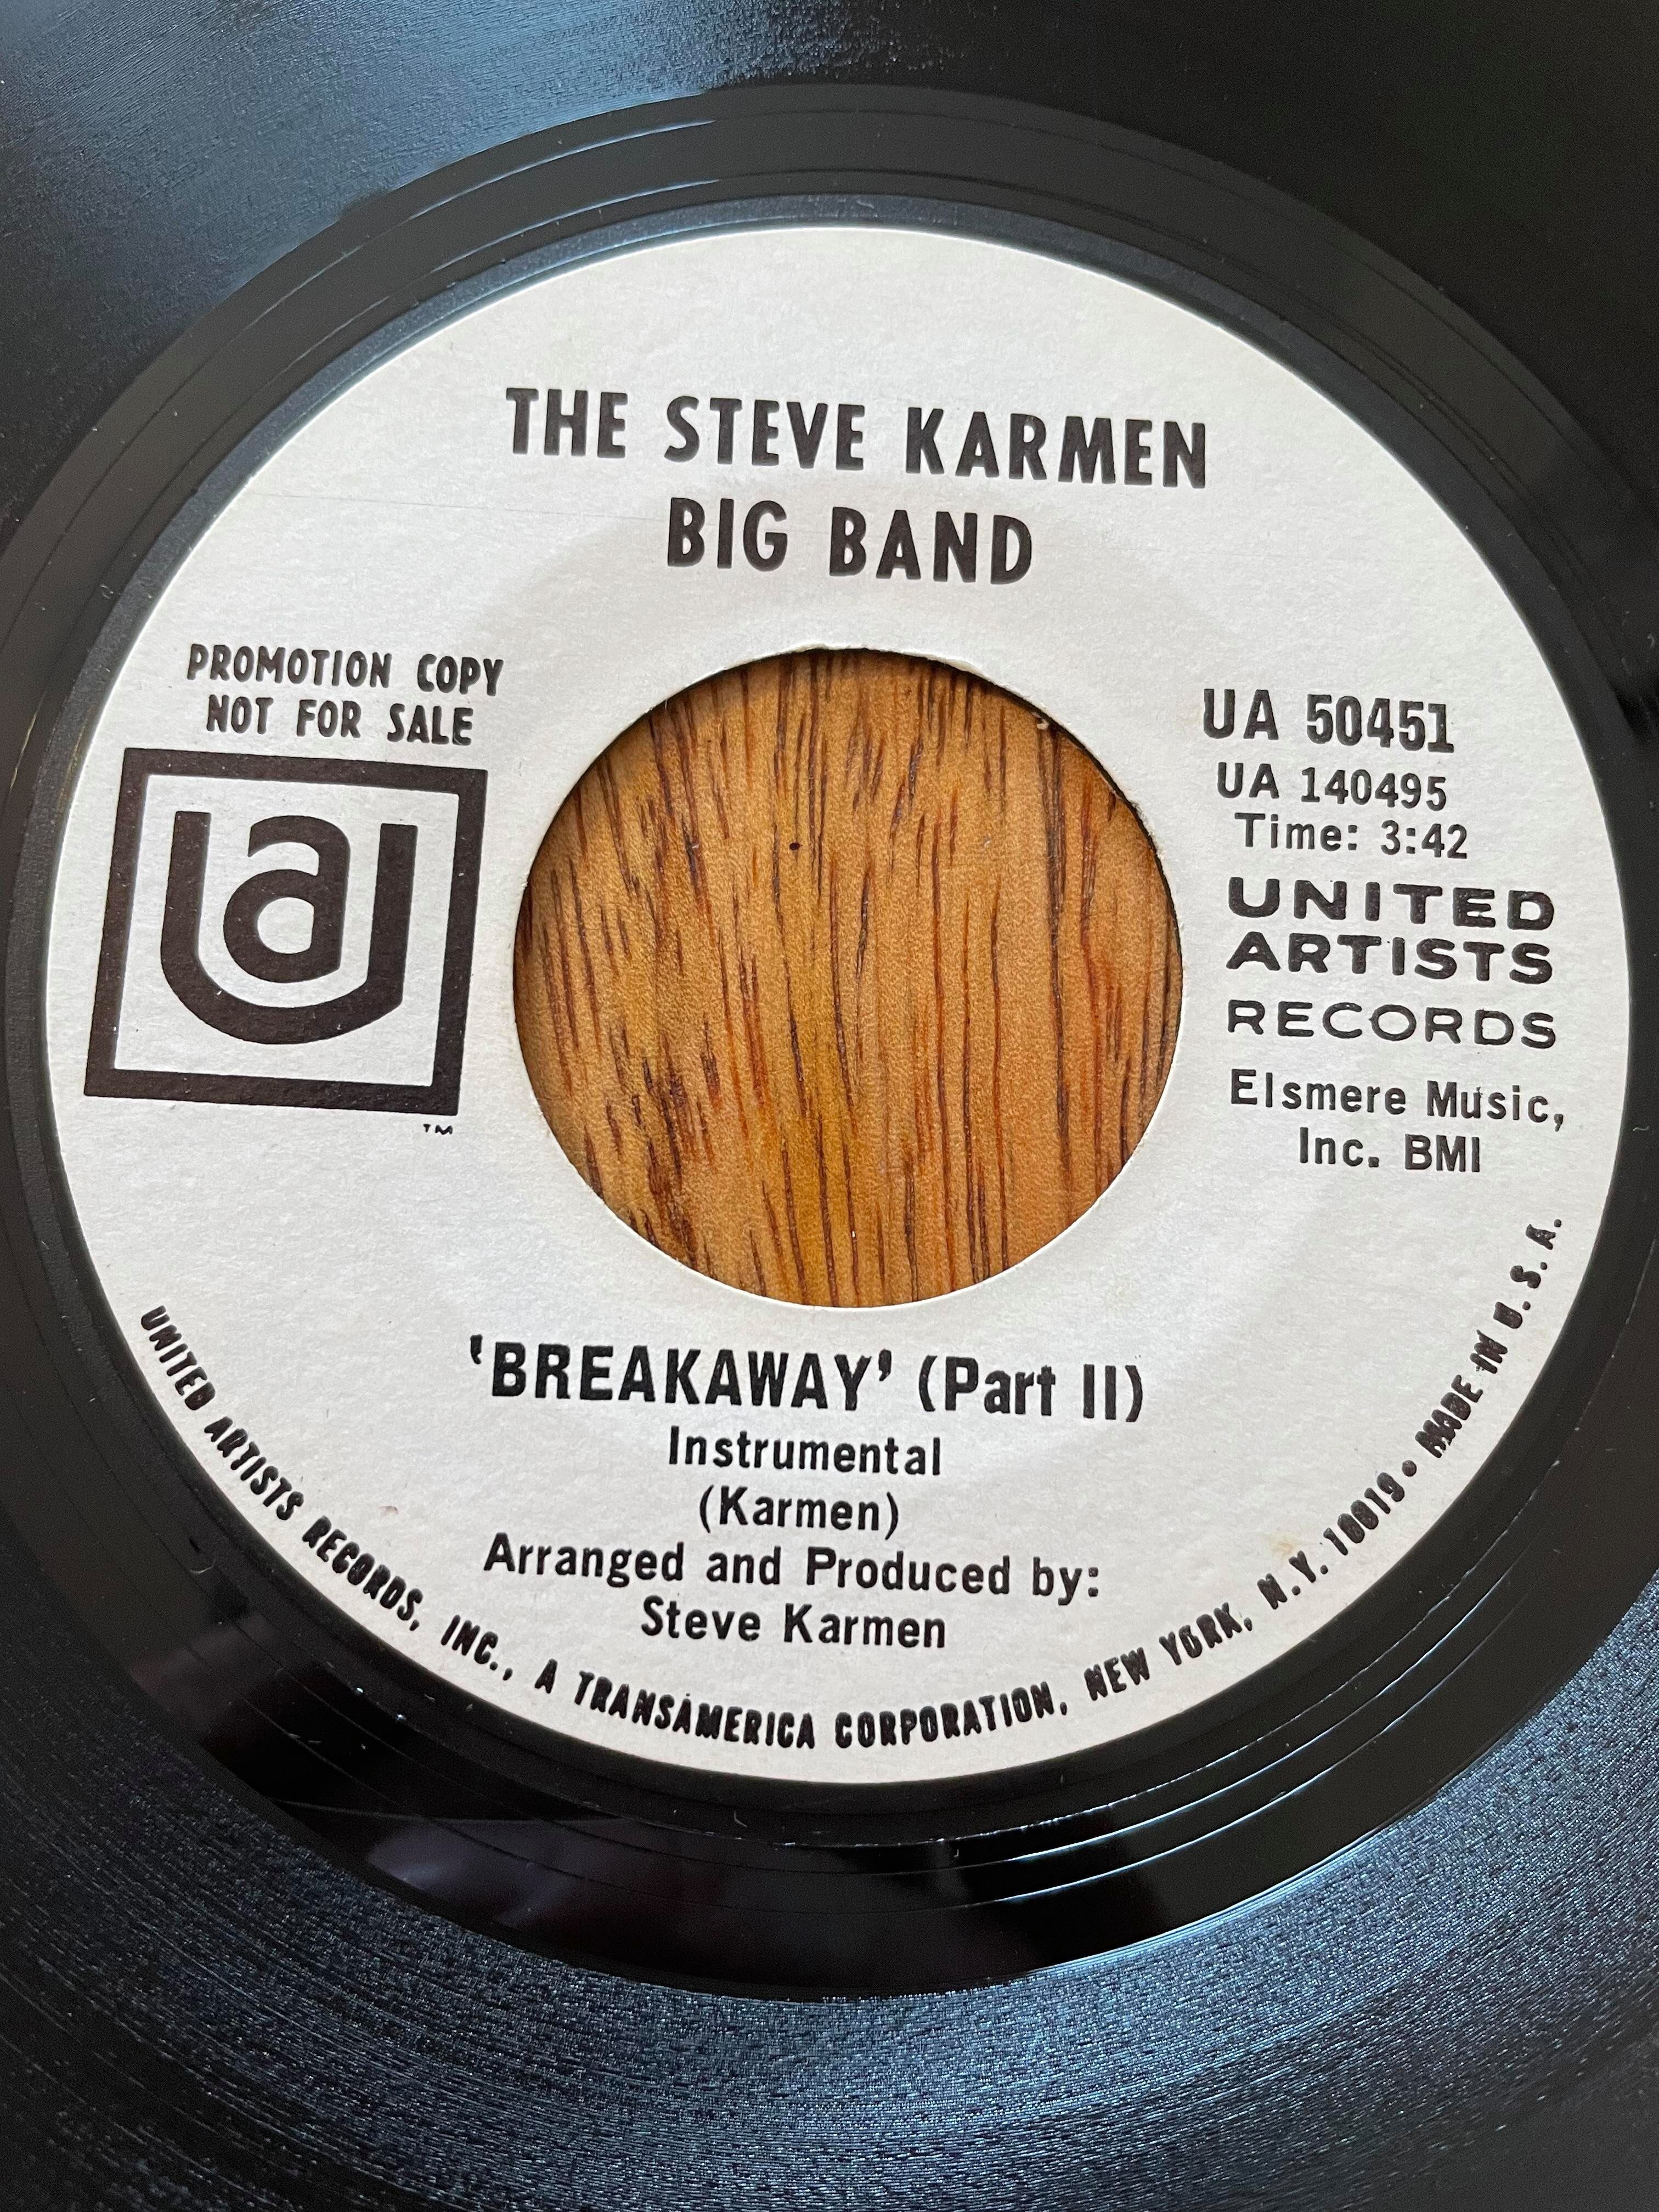 THE STEVE KARMEN
BIG BAND
PROMOTION COPY
NOT FOR SALE
ua
TM
UA 50451
UA 140495
Time: 3:42
UNITED
ARTISTS
RECORDS
Elsmere Music,
Inc. BMI
'BREAKAWAY' (Part II)
Instrumental
(Karmen)
Arranged and Produced by:
Steve Karmen
UNITED ARTISTS RECORDS, INC., A TRANSAMERICA CORPORATION, NEW YORK, N.Y. 10019 • MADE IN U.S.A.